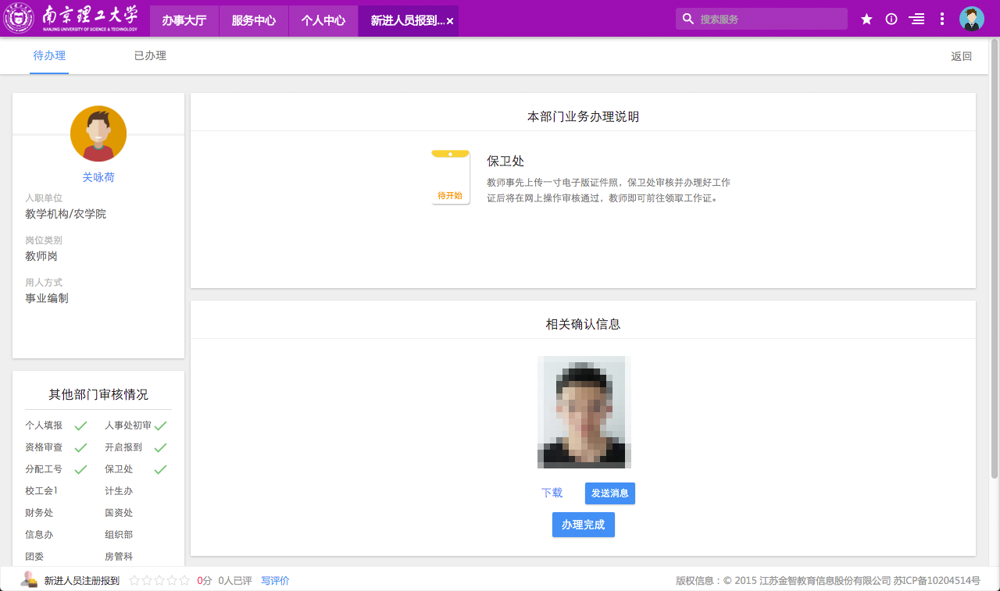 南京理工大学
NANJING UNIVERSITY OF SCIENCE & TECHNOLOGY
办事大厅
服务中心
个人中心
新进人员报到...×
搜索服务
待办理
已办理
返回
关咏荷
入职单位
教学机构/农学院
岗位类别
教师岗
用人方式
事业编制
本部门业务办理说明
待开始
保卫处
教师事先上传一寸电子版证件照，保卫处审核并办理好工作
证后将在网上操作审核通过，教师即可前往领取工作证。
其他部门审核情况
个人填报 人事处初审
资格审查 开启报到
分配工号 保卫处
校工会1 计生办
财务处 国资处
信息办 组织部
团委 房管科
相关确认信息
下载
发送消息
办理完成
新进人员注册报到 0分 0人已评 写评价
版权信息：© 2015 江苏金智教育信息股份有限公司 苏ICP备10204514号